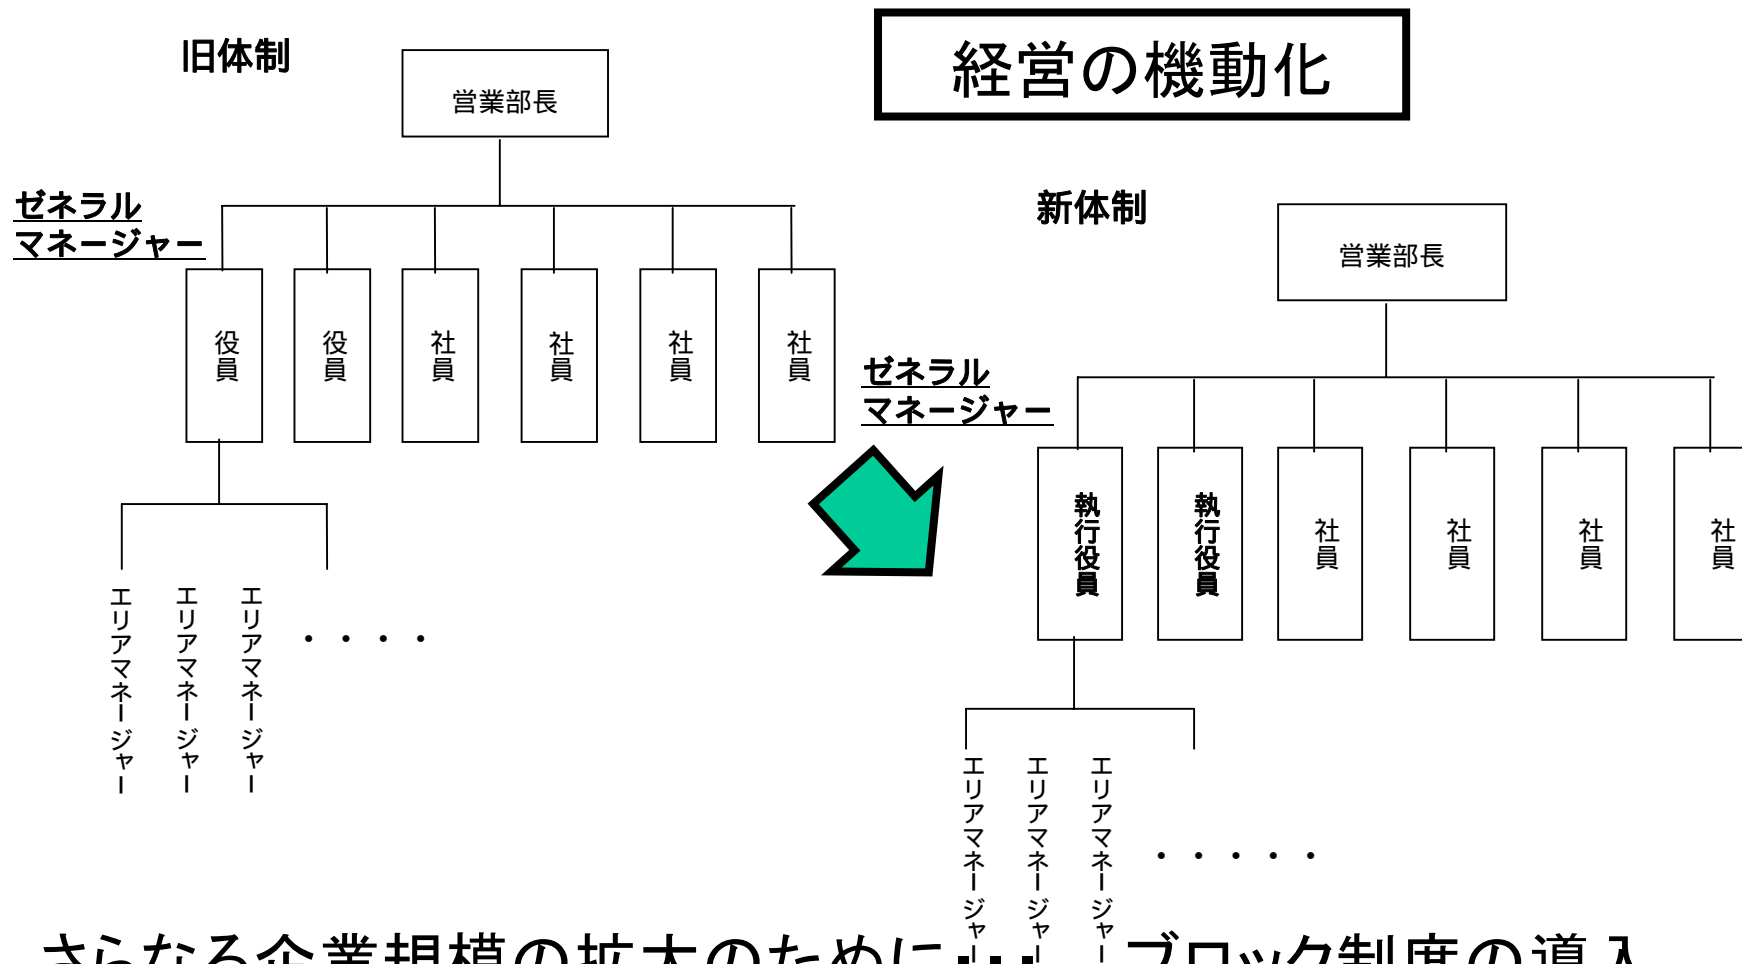 経営の機動化
旧体制
営業部長
ゼネラル
マネージャー
役員
役員
社員
社員
社員
社員
エリアマネージャー
エリアマネージャー
エリアマネージャー
・・・・
新体制
営業部長
ゼネラル
マネージャー
執行役員
執行役員
社員
社員
社員
社員
エリアマネージャー
エリアマネージャー
エリアマネージャー
・・・・・
さらなる企業規模の拡大のために・・・ ブロック制度の導入